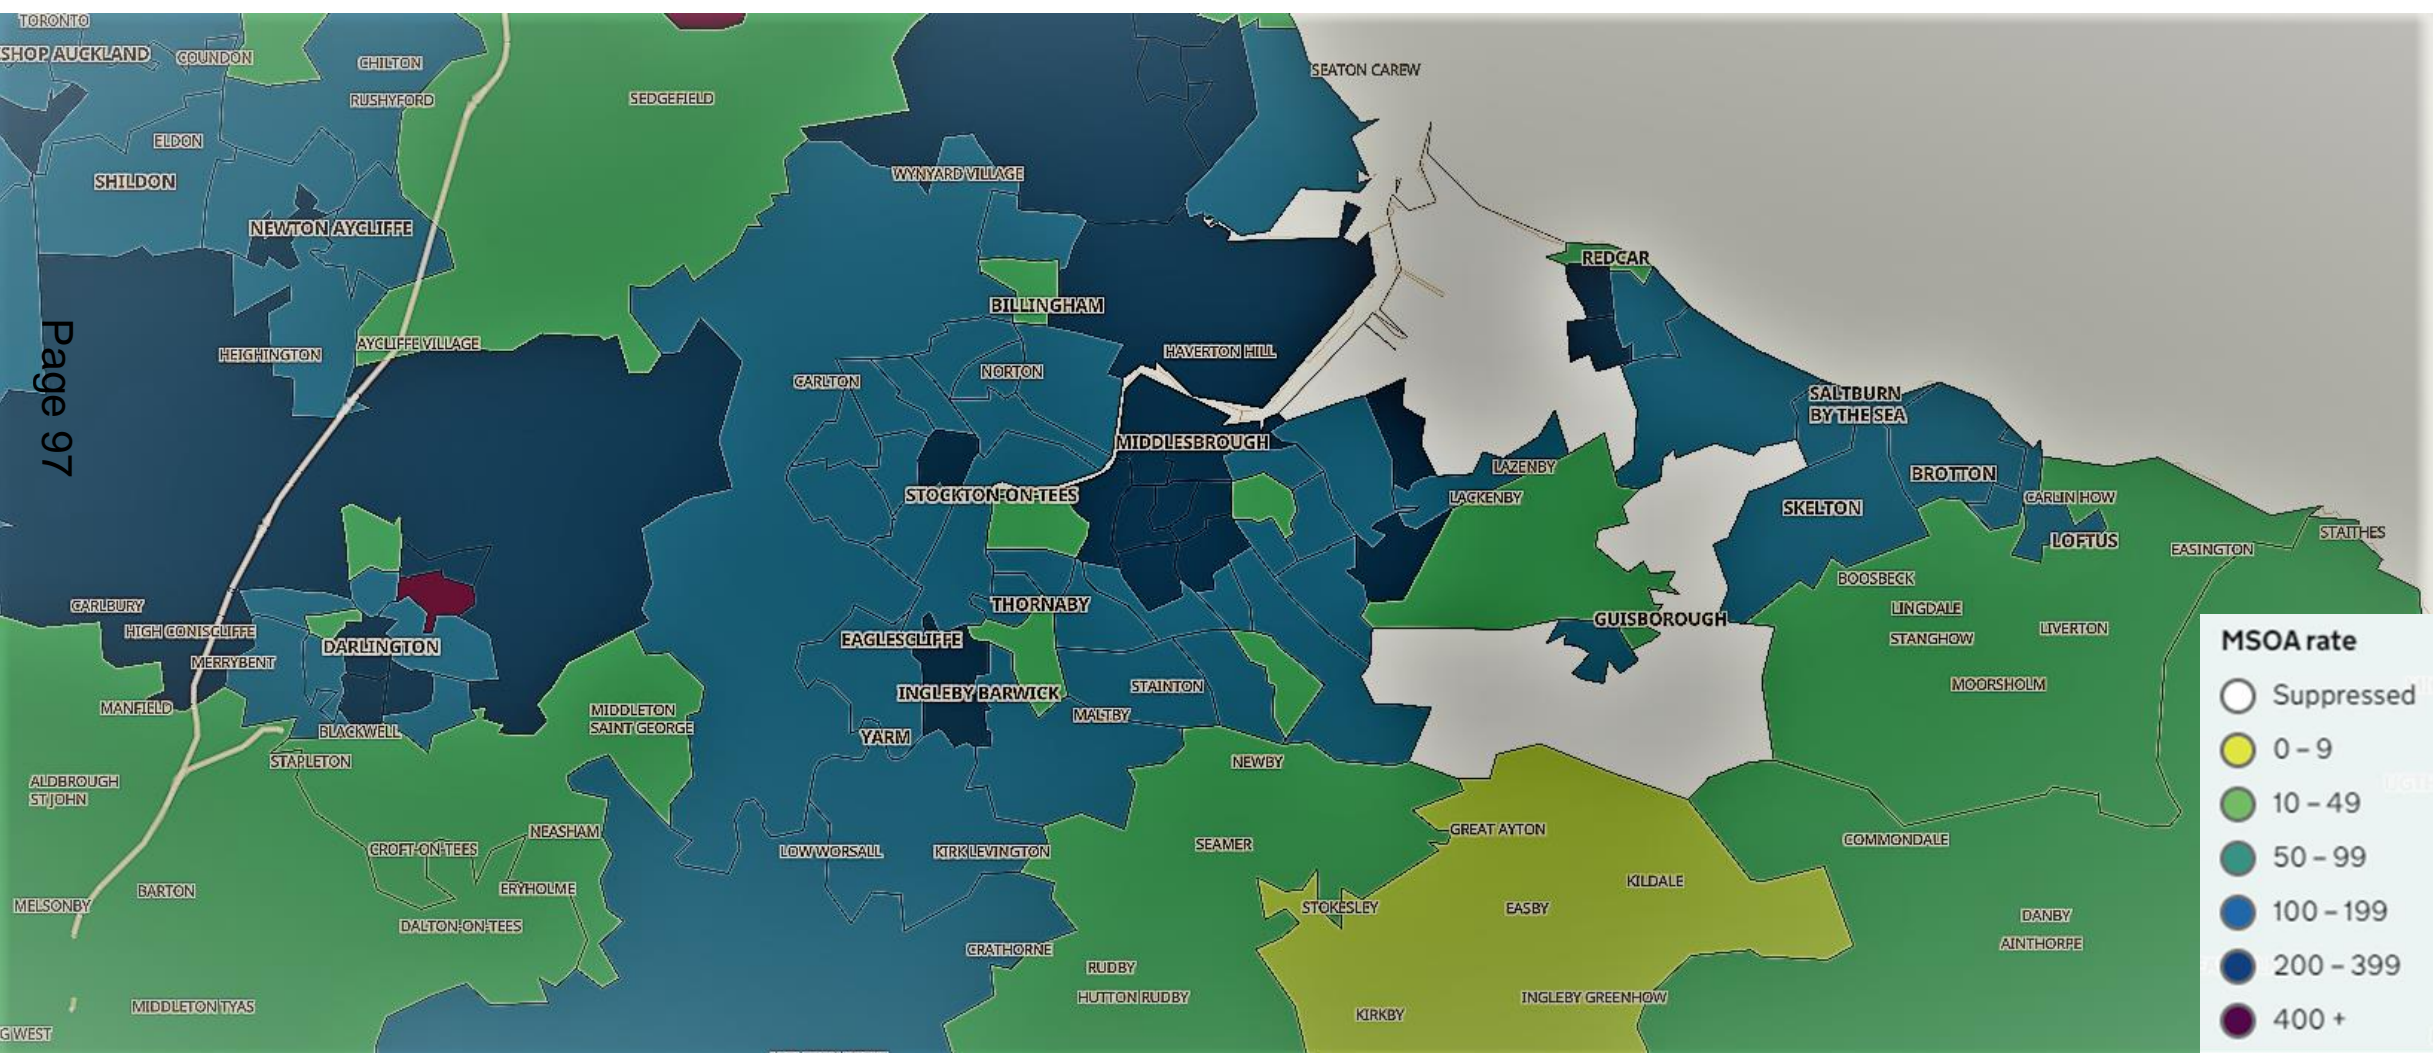 TORONTO
SHOP AUCKLAND
COUNDON
CHILTON
SEATON CAREW
RUSHYFORD
SEDGEFIELD
ELDON
WYNYARD VILLAGE
SHILDON
NEWTON AYCLIFFE
REDCAR
BILLINGHAM
AYCLIFFE VILLAGE
HEIGHINGTON
HAVERTON HILL
Page 97
CARLTON
NORTON
SALTBURN
BY THE SEA
MIDDLESBROUGH
LAZENBY
BROTTON
STOCKTON-ON-TEES
LACKENBY
CARLIN HOW
SKELTON
STAITHES
LOFTUS
EASINGTON
BOOSBECK
CARLBURY
THORNABY
LINGDALE
GUISBOROUGH
HIGH CONISCLIFFE
LIVERTON
DARLINGTON
EAGLESCLIFFE
STANGHOW
MERRYBENT
INGLEBY BARWICK
STAINTON
MOORSHOLM
MANFIELD
MIDDLETON
SAINT GEORGE
MALTBY
BLACKWELL
YARM
STAPLETON
NEWBY
ALDBROUGH
ST JOHN
NEASHAM
GREAT AYTON
COMMONDALE
CROFT-ON-TEES
LOW WORSALL
KIRK LEVINGTON
SEAMER
KILDALE
BARTON
ERYHOLME
MELSONBY
STOKESLEY
EASBY
DANBY
DALTON-ON-TEES
AINTHORPE
CRATHORNE
RUDBY
HUTTON RUDBY
INGLEBY GREENHOW
MIDDLETON TYAS
KIRKBY
G WEST
MSOA rate
Suppressed
0 – 9
10 – 49
50 – 99
100 – 199
200 – 399
400 +